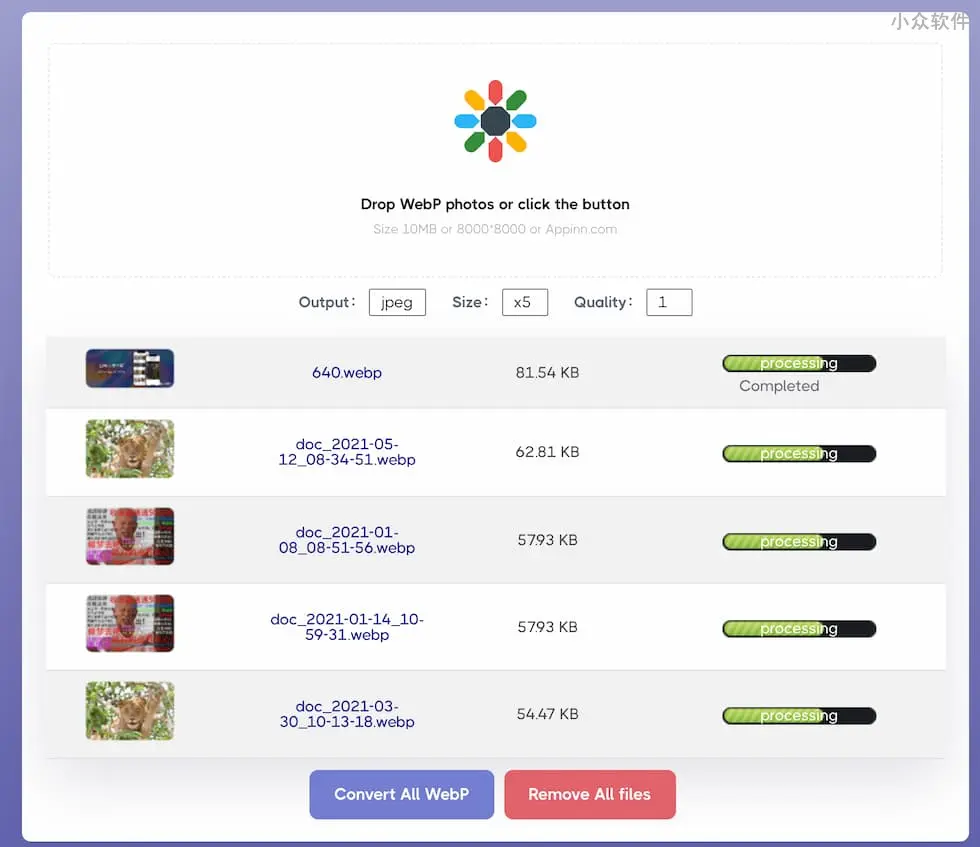 小众软件
Drop WebP photos or click the button
Size 10MB or 8000*8000 or Appinn.com
Output: jpeg Size: x5 Quality: 1
640.webp 81.54 KB processing
Completed
doc_2021-05-
12_08-34-51.webp 62.81 KB processing
doc_2021-01-
08_08-51-56.webp 57.93 KB processing
doc_2021-01-14_10-
59-31.webp 57.93 KB processing
doc_2021-03-
30_10-13-18.webp 54.47 KB processing
Convert All WebP Remove All files